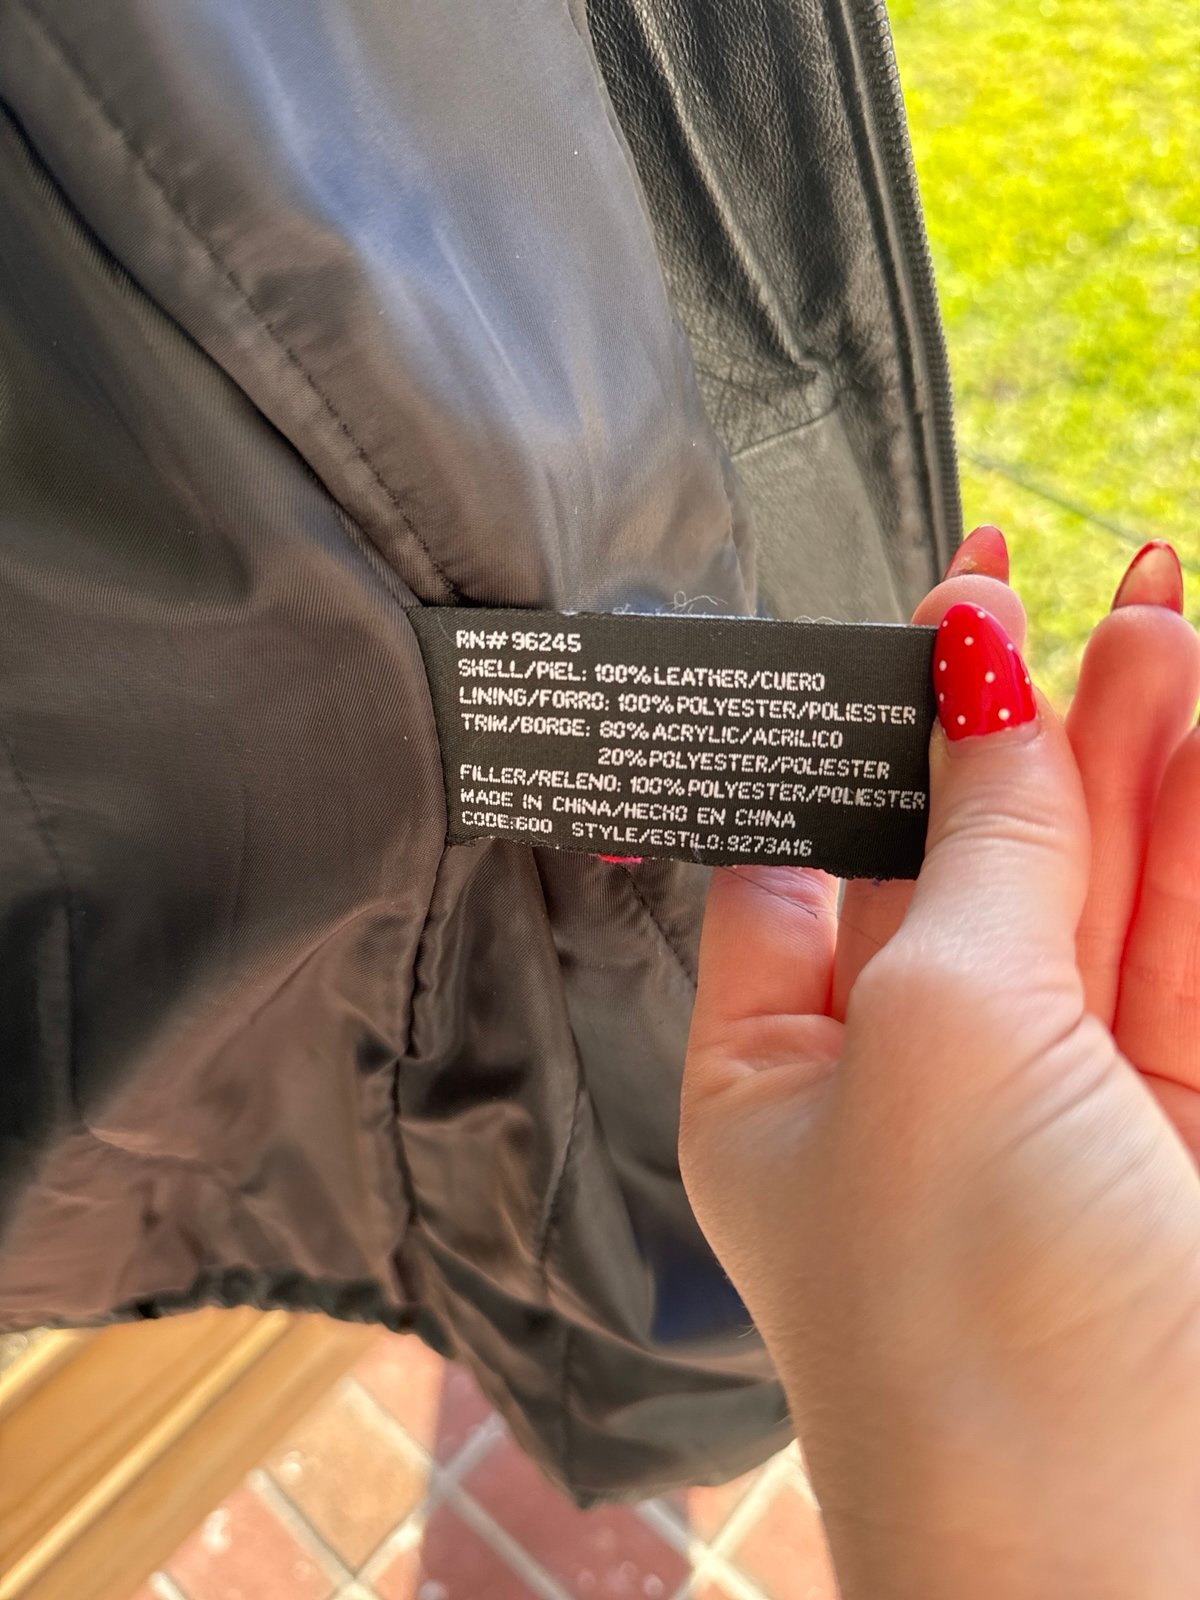 RN# 96245
SHELL/PIEL: 100% LEATHER/CUERO
LINING/FORRO: 100% POLYESTER/POLIESTER
TRIM/BORDE: 80% ACRYLIC/ACRILICO
20% POLYESTER/POLIESTER
FILLER/RELENO: 100% POLYESTER/POLIESTER
MADE IN CHINA/HECHO EN CHINA
CODE:600 STYLE/ESTILO:9273A16